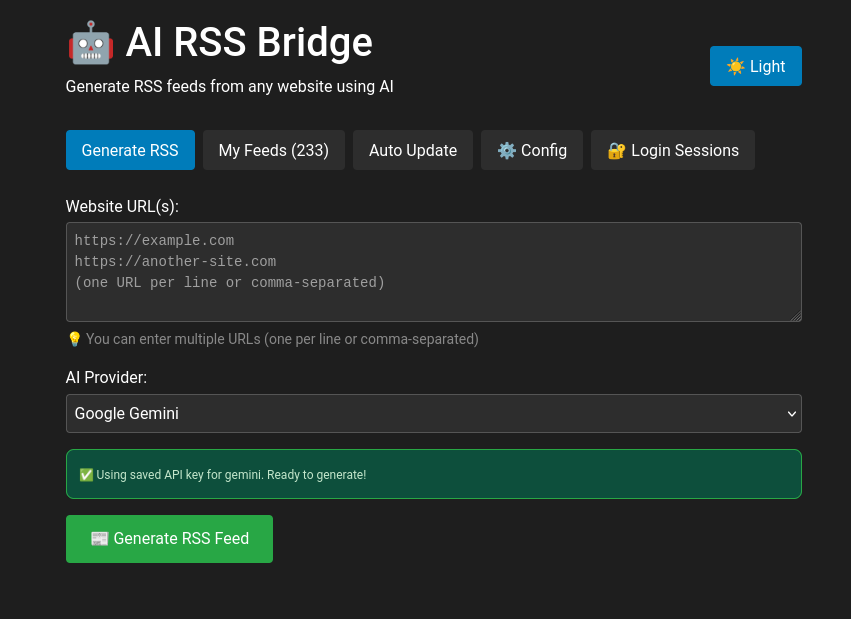 🤖 AI RSS Bridge
Generate RSS feeds from any website using AI
☀️ Light
Generate RSS
My Feeds (233)
Auto Update
⚙️ Config
🔐 Login Sessions
Website URL(s):
https://example.com
https://another-site.com
(one URL per line or comma-separated)
💡 You can enter multiple URLs (one per line or comma-separated)
AI Provider:
Google Gemini
✅ Using saved API key for gemini. Ready to generate!
📰 Generate RSS Feed